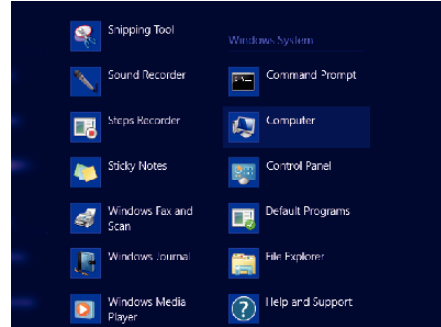 Snipping Tool
Sound Recorder
Steps Recorder
Sticky Notes
Windows Fax and
Scan
Windows Journal
Windows Media
Player
Windows System
Command Prompt
Computer
Control Panel
Default Programs
File Explorer
Help and Support